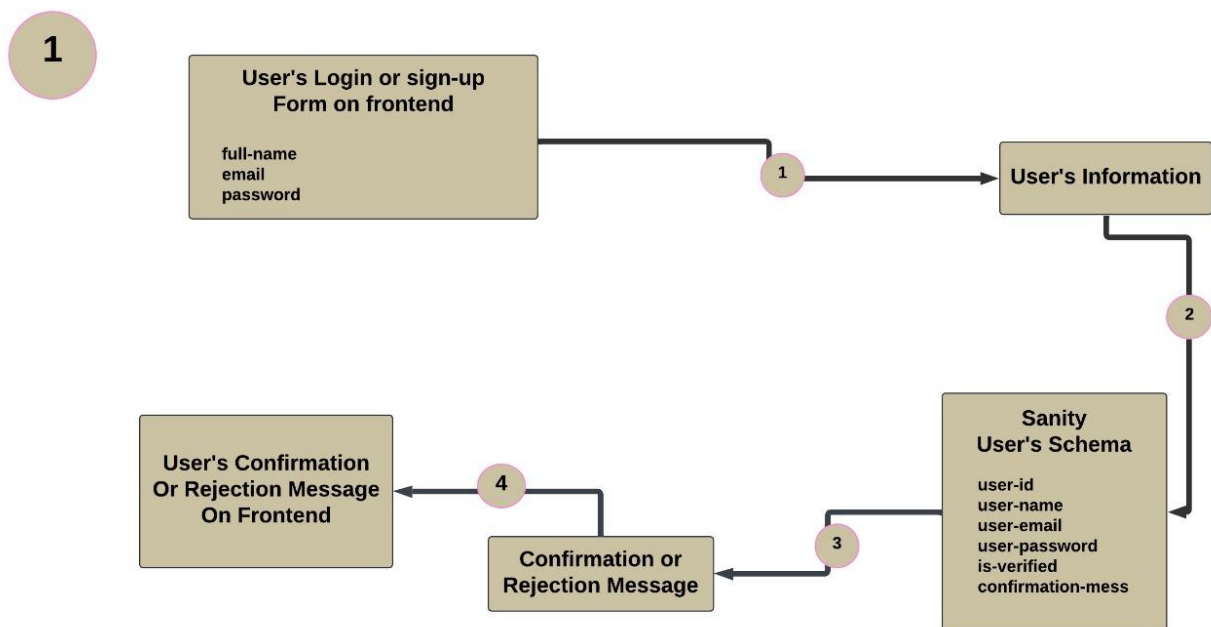 1
User's Login or sign-up
Form on frontend
full-name
email
password
1
User's Information
2
Sanity
User's Schema
user-id
user-name
user-email
user-password
is-verified
confirmation-mess
3
Confirmation or
Rejection Message
4
User's Confirmation
Or Rejection Message
On Frontend